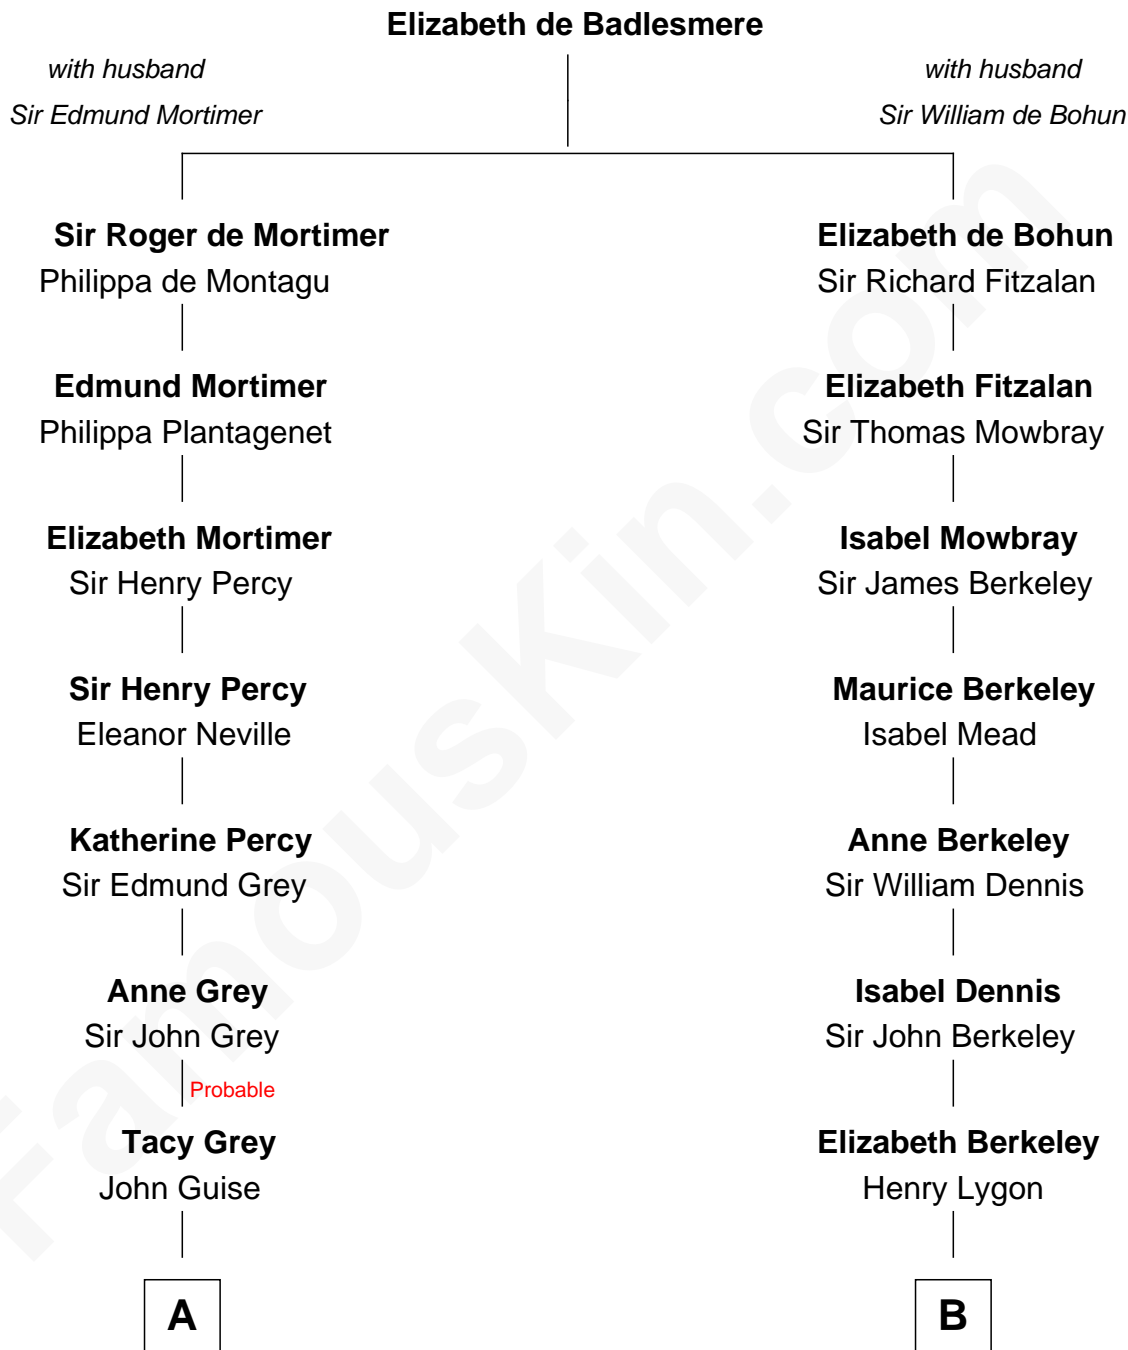 Elizabeth de Badlesmere
with husband
Sir Edmund Mortimer
with husband
Sir William de Bohun
Sir Roger de Mortimer
Philippa de Montagu
Elizabeth de Bohun
Sir Richard Fitzalan
Edmund Mortimer
Philippa Plantagenet
Elizabeth Fitzalan
Sir Thomas Mowbray
Elizabeth Mortimer
Sir Henry Percy
Isabel Mowbray
Sir James Berkeley
Sir Henry Percy
Eleanor Neville
Maurice Berkeley
Isabel Mead
Katherine Percy
Sir Edmund Grey
Anne Berkeley
Sir William Dennis
Anne Grey
Sir John Grey
Isabel Dennis
Sir John Berkeley
Probable
Tacy Grey
John Guise
Elizabeth Berkeley
Henry Lygon
A
B
FamousKin.com